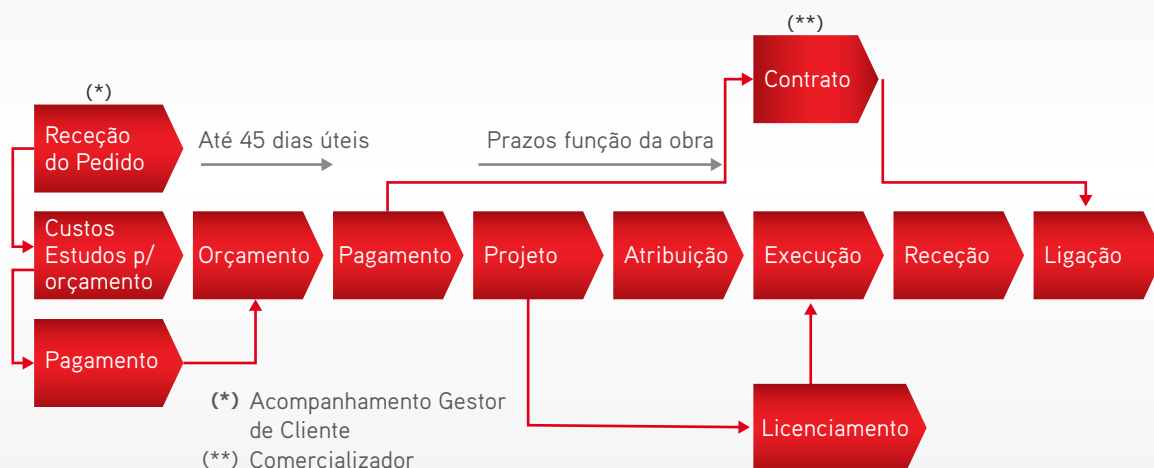 (**)
Contrato
(*)
Receção
do Pedido
Até 45 dias úteis
Prazos função da obra
Custos
Estudos p/
orçamento
Orçamento
Pagamento
Projeto
Atribuição
Execução
Receção
Ligação
Pagamento
Licenciamento
(*) Acompanhamento Gestor
de Cliente
(**) Comercializador